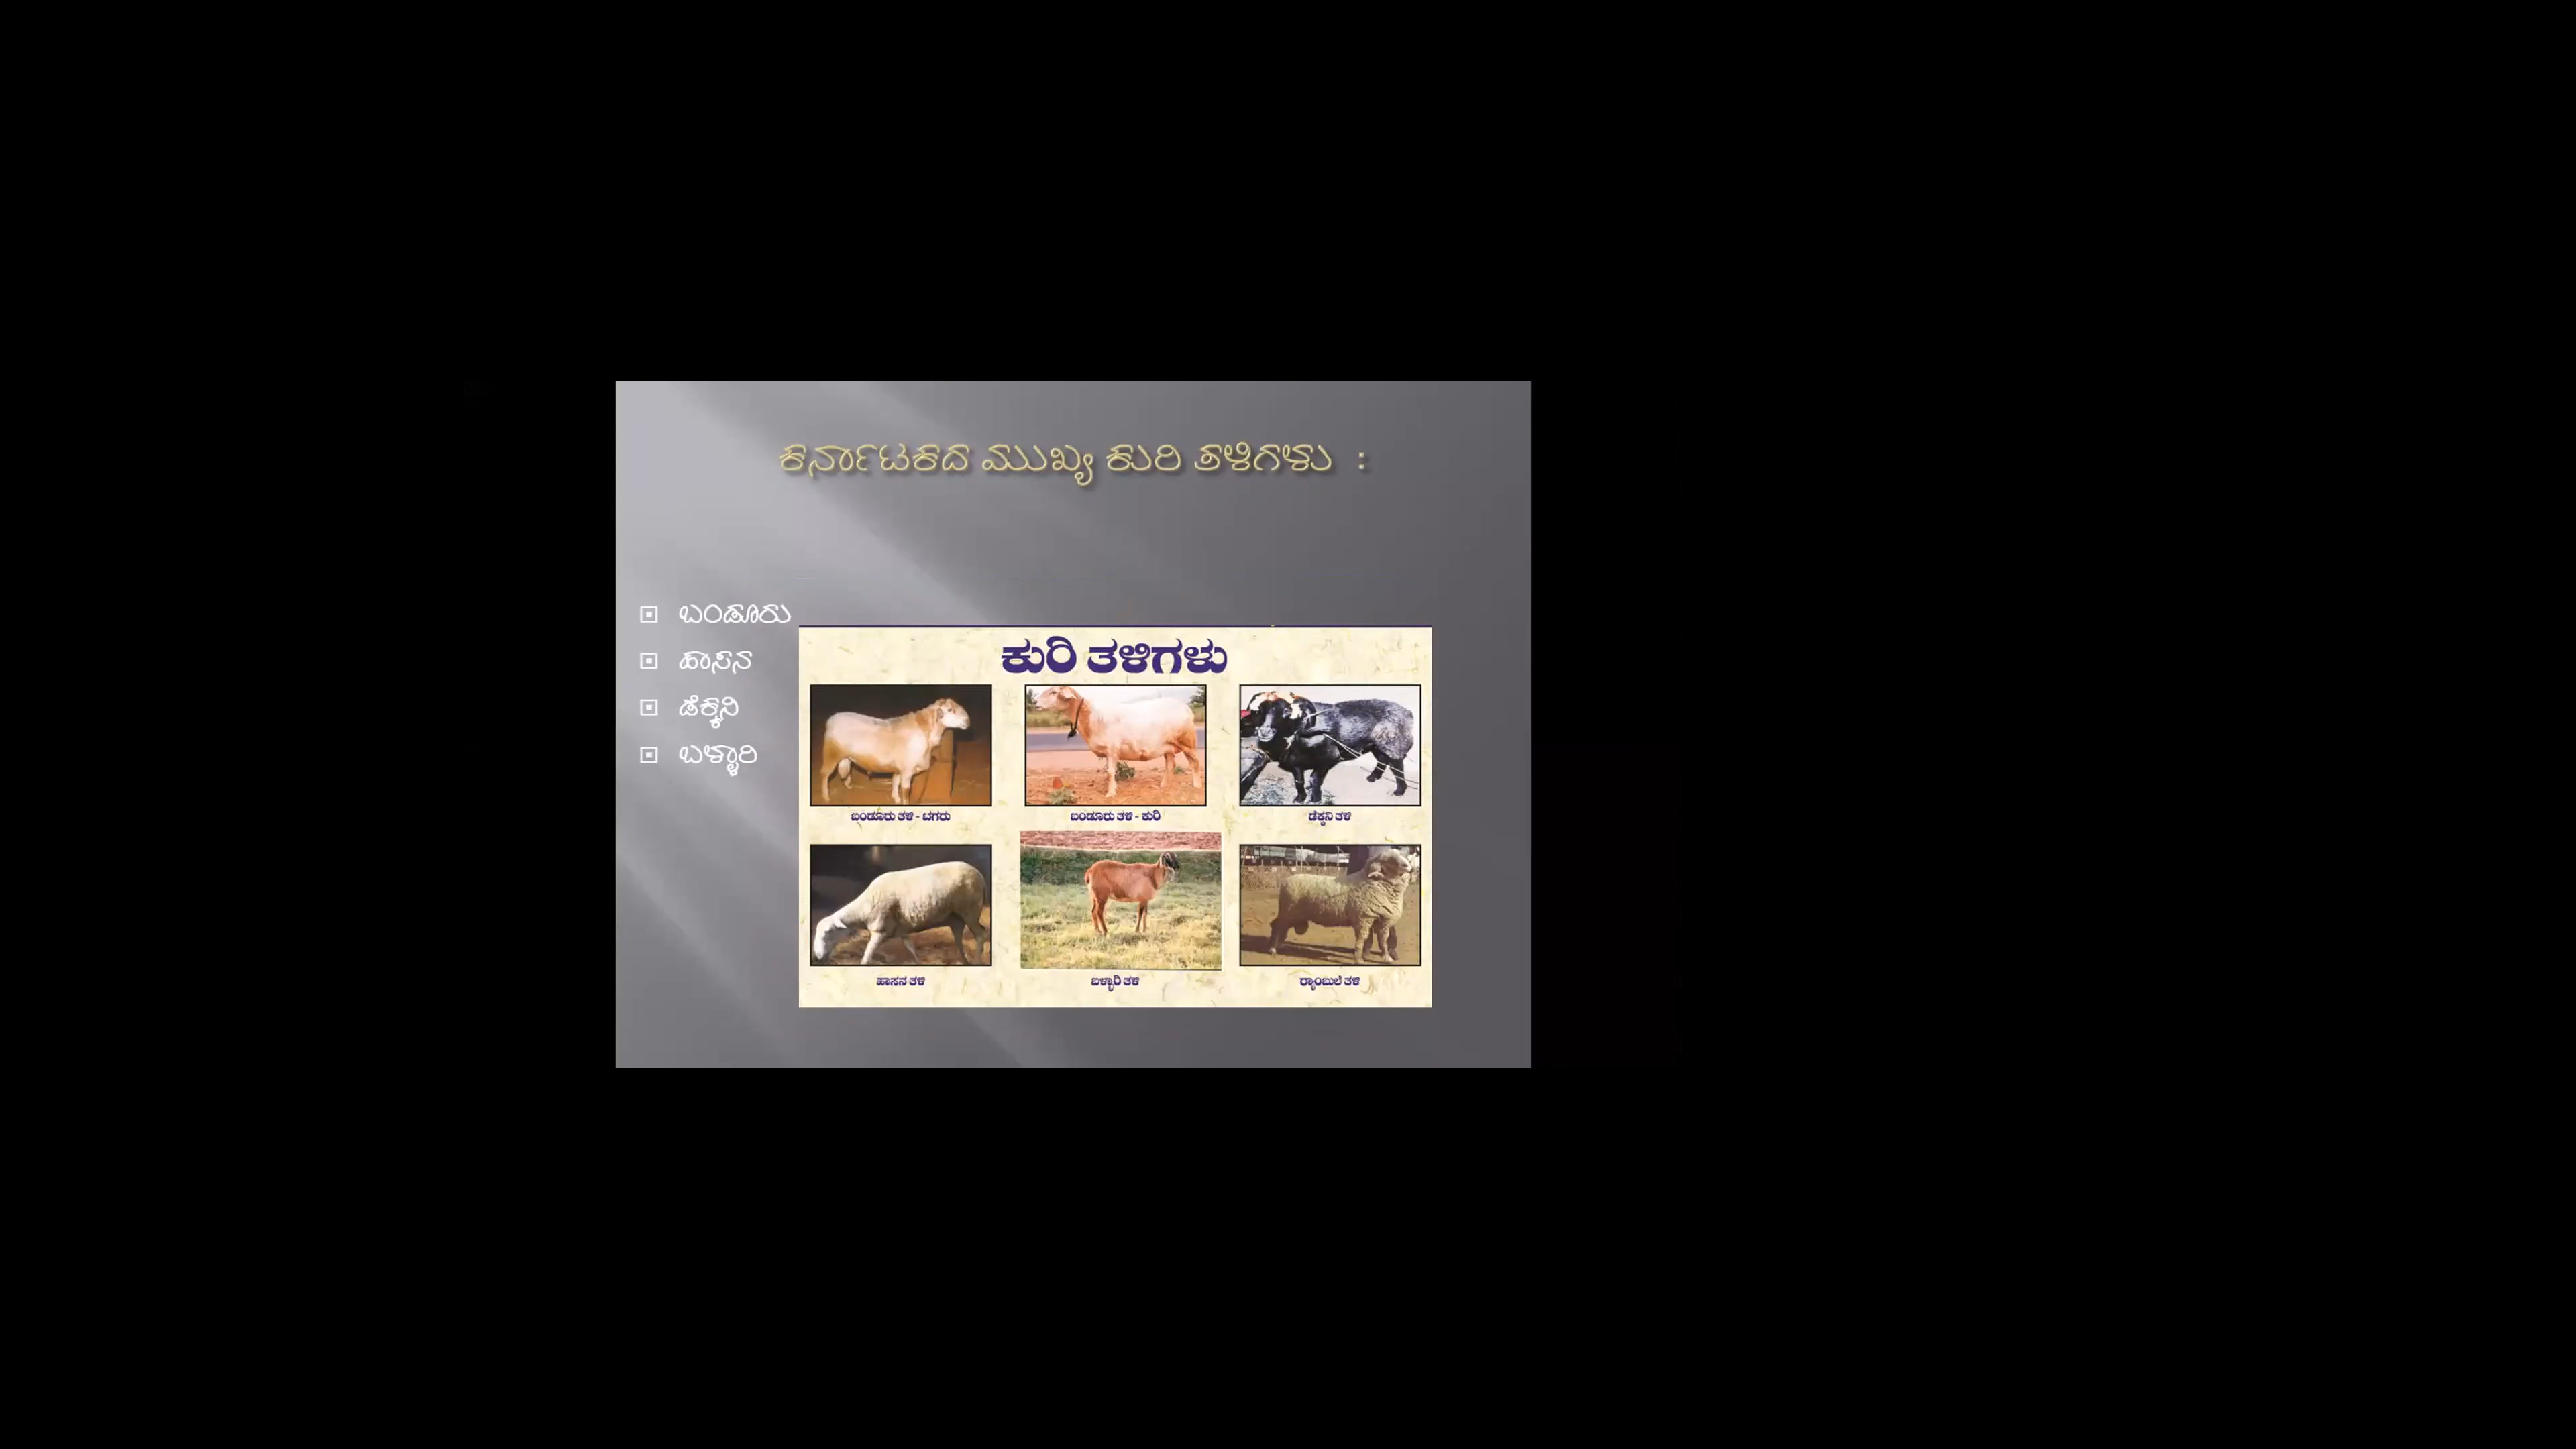 ಕರ್ನಾಟಕದ ಮುಖ್ಯ ಕುರಿ ತಳಿಗಳು :
ಬಂಡೂರು
ಹಾಸನ
ಡೆಕ್ಕನಿ
ಬಳ್ಳಾರಿ
ಕುರಿ ತಳಿಗಳು
ಬಂಡೂರು ತಳಿ - ಟಗರು
ಬಂಡೂರು ತಳಿ - ಕುರಿ
ಡೆಕ್ಕನಿ ತಳಿ
ಹಾಸನ ತಳಿ
ಬಳ್ಳಾರಿ ತಳಿ
ರ‍್ಯಾಂಬುಲೆ ತಳಿ